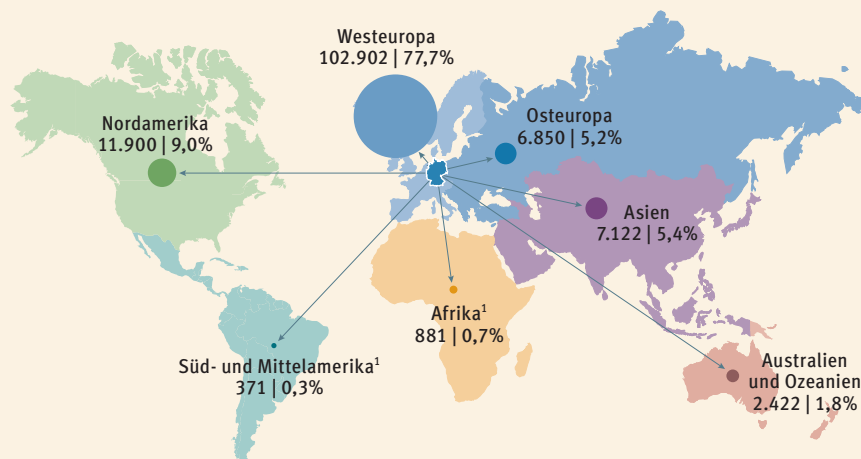 Westeuropa
102.902 | 77,7%
Nordamerika
11.900 | 9,0%
Osteuropa
6.850 | 5,2%
Asien
7.122 | 5,4%
Afrika¹
881 | 0,7%
Süd- und Mittelamerika¹
371 | 0,3%
Australien
und Ozeanien
2.422 | 1,8%